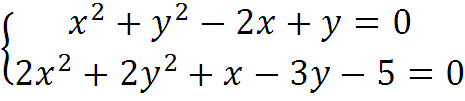 x² + y² − 2x + y = 0
2x² + 2y² + x − 3y − 5 = 0